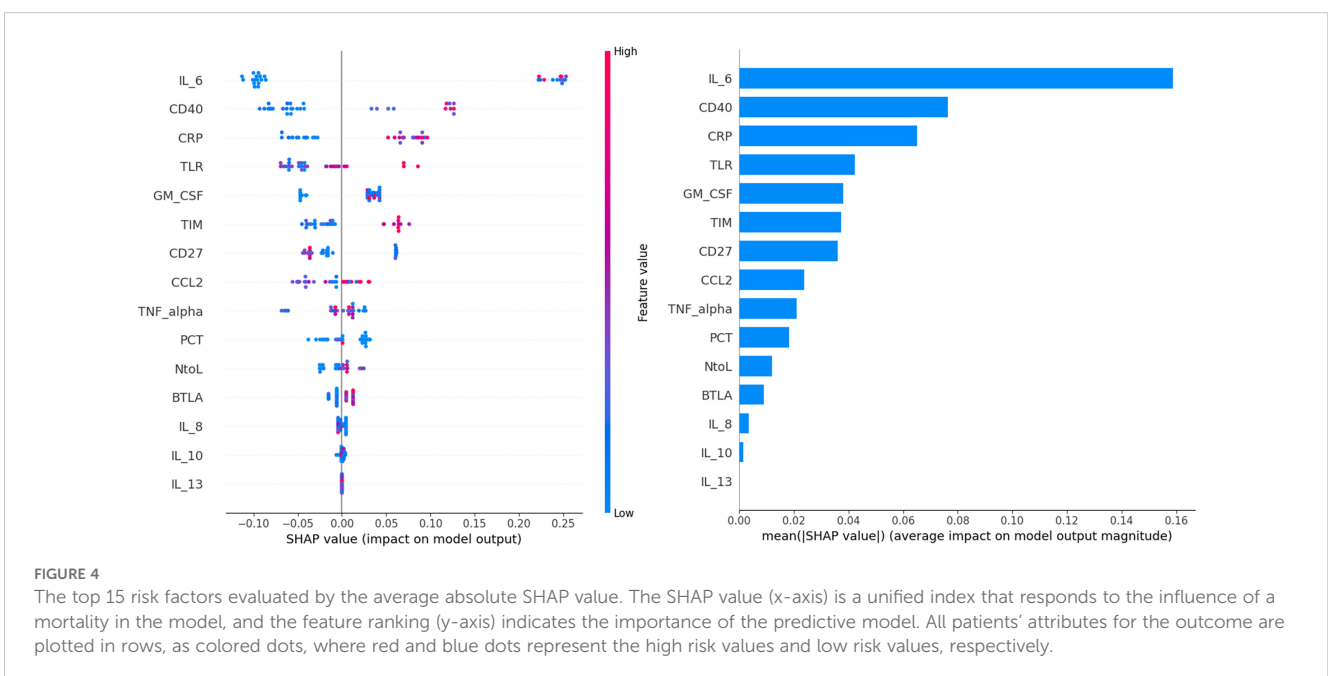 High
IL_6
CD40
CRP
TLR
GM_CSF
TIM
CD27
CCL2
TNF_alpha
PCT
NtoL
BTLA
IL_8
IL_10
IL_13
Feature value
Low
−0.10 −0.05 0.00 0.05 0.10 0.15 0.20 0.25
SHAP value (impact on model output)
IL_6
CD40
CRP
TLR
GM_CSF
TIM
CD27
CCL2
TNF_alpha
PCT
NtoL
BTLA
IL_8
IL_10
IL_13
0.00 0.02 0.04 0.06 0.08 0.10 0.12 0.14 0.16
mean(|SHAP value|) (average impact on model output magnitude)
FIGURE 4
The top 15 risk factors evaluated by the average absolute SHAP value. The SHAP value (x-axis) is a unified index that responds to the influence of a
mortality in the model, and the feature ranking (y-axis) indicates the importance of the predictive model. All patients’ attributes for the outcome are
plotted in rows, as colored dots, where red and blue dots represent the high risk values and low risk values, respectively.